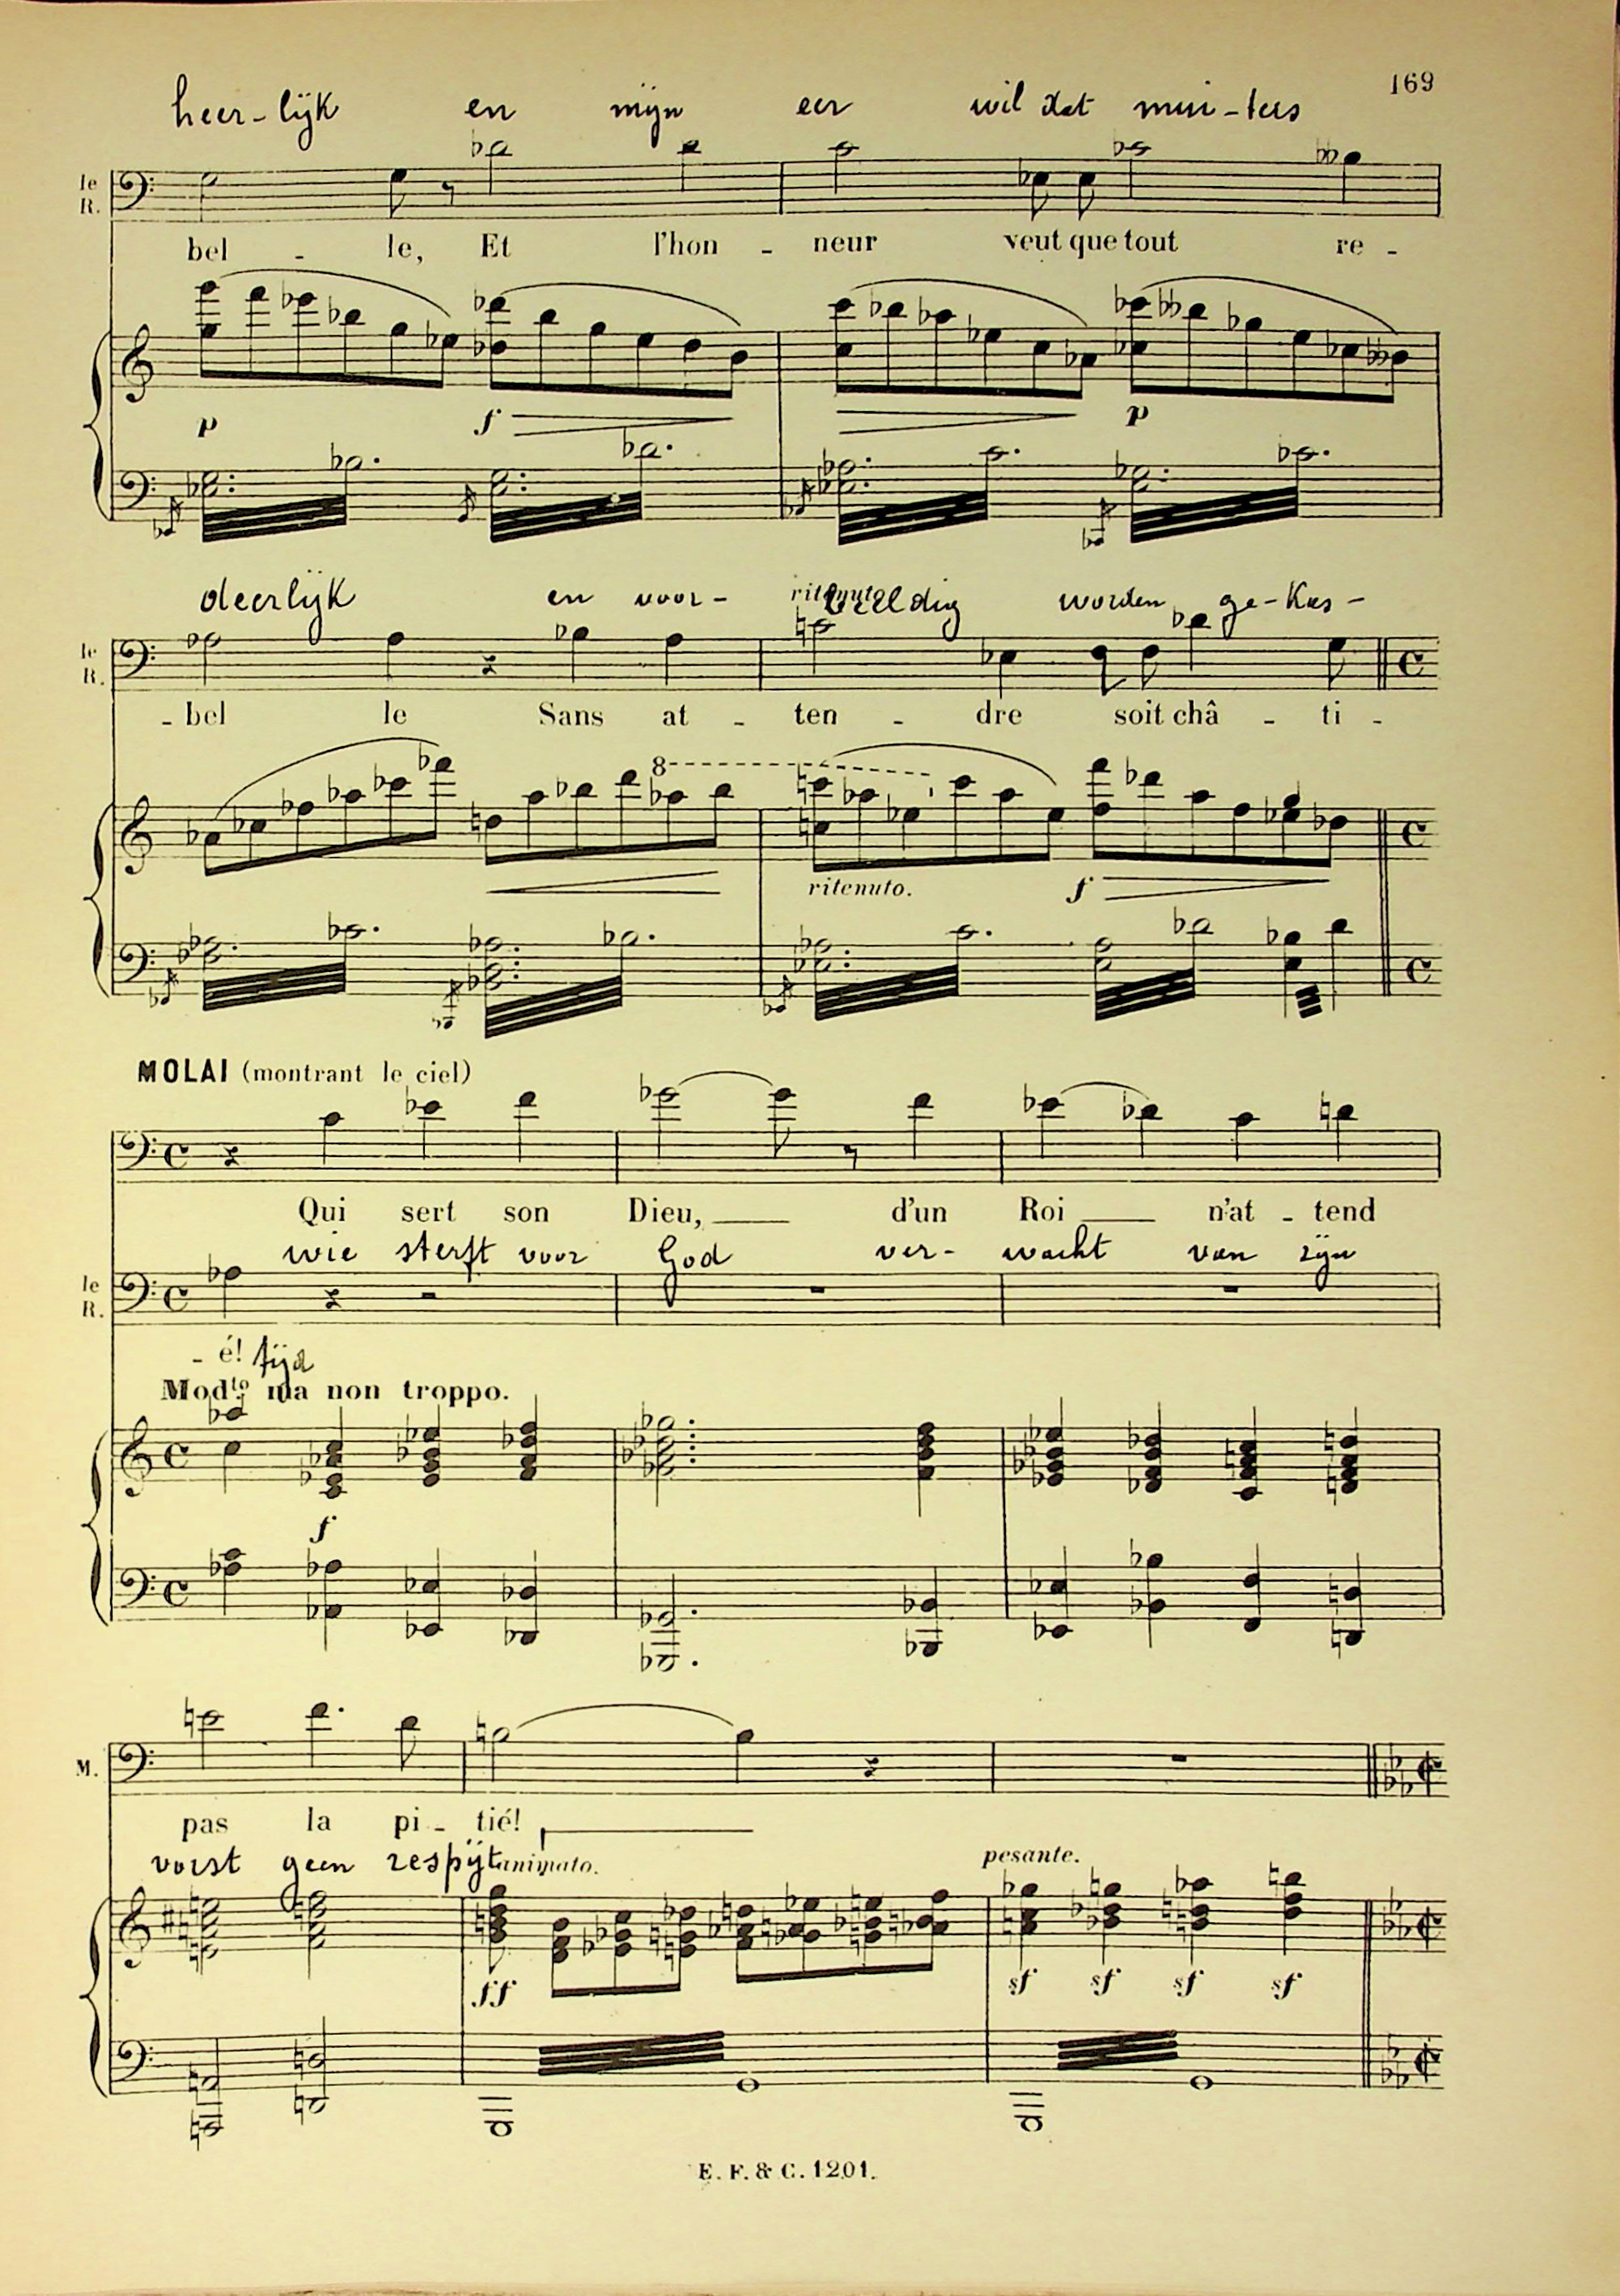 169
heer-lijk en mijn eer wil dat mui-ters
le
R.
bel - le, Et l'hon - neur veut que tout re -
p f p
deerlijk en voor- beeldig worden ge-Kas-
ritenuto
le
R.
- bel le Sans at - ten - dre soit châ - ti -
8
ritenuto. f
MOLAI (montrant le ciel)
Qui sert son Dieu, d'un Roi n'at - tend
wie sterft voor God ver- wacht van zijn
le
R.
- é! tijd
Modto ma non troppo.
f
M.
pas la pi - tié!
vorst geen respijt animato. pesante.
ff sf sf sf sf
E. F. & C. 1201.